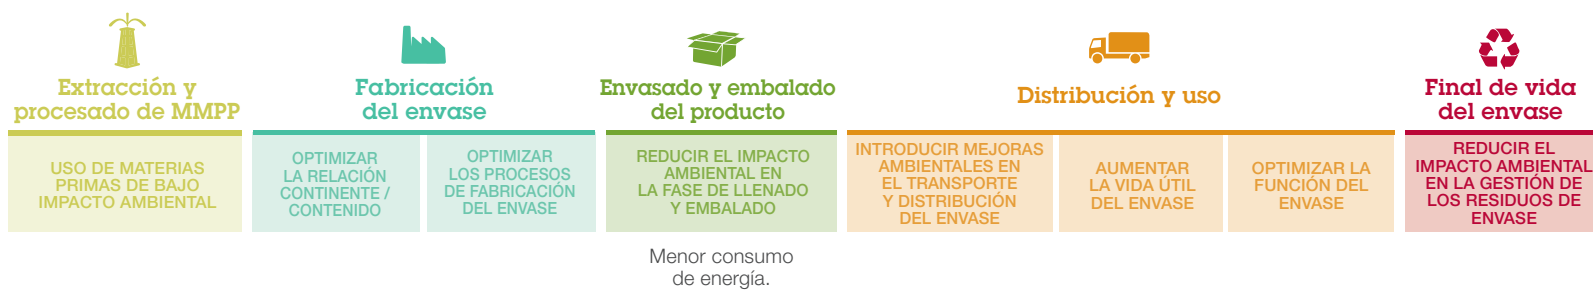 Extracción y
procesado de MMPP
Fabricación
del envase
Envasado y embalado
del producto
Distribución y uso
Final de vida
del envase
USO DE MATERIAS
PRIMAS DE BAJO
IMPACTO AMBIENTAL
OPTIMIZAR
LA RELACIÓN
CONTINENTE /
CONTENIDO
OPTIMIZAR
LOS PROCESOS
DE FABRICACIÓN
DEL ENVASE
REDUCIR EL IMPACTO
AMBIENTAL EN
LA FASE DE LLENADO
Y EMBALADO
INTRODUCIR MEJORAS
AMBIENTALES EN
EL TRANSPORTE
Y DISTRIBUCIÓN
DEL ENVASE
AUMENTAR
LA VIDA ÚTIL
DEL ENVASE
OPTIMIZAR LA
FUNCIÓN DEL
ENVASE
REDUCIR EL
IMPACTO AMBIENTAL
EN LA GESTIÓN DE
LOS RESIDUOS DE
ENVASE
Menor consumo
de energía.